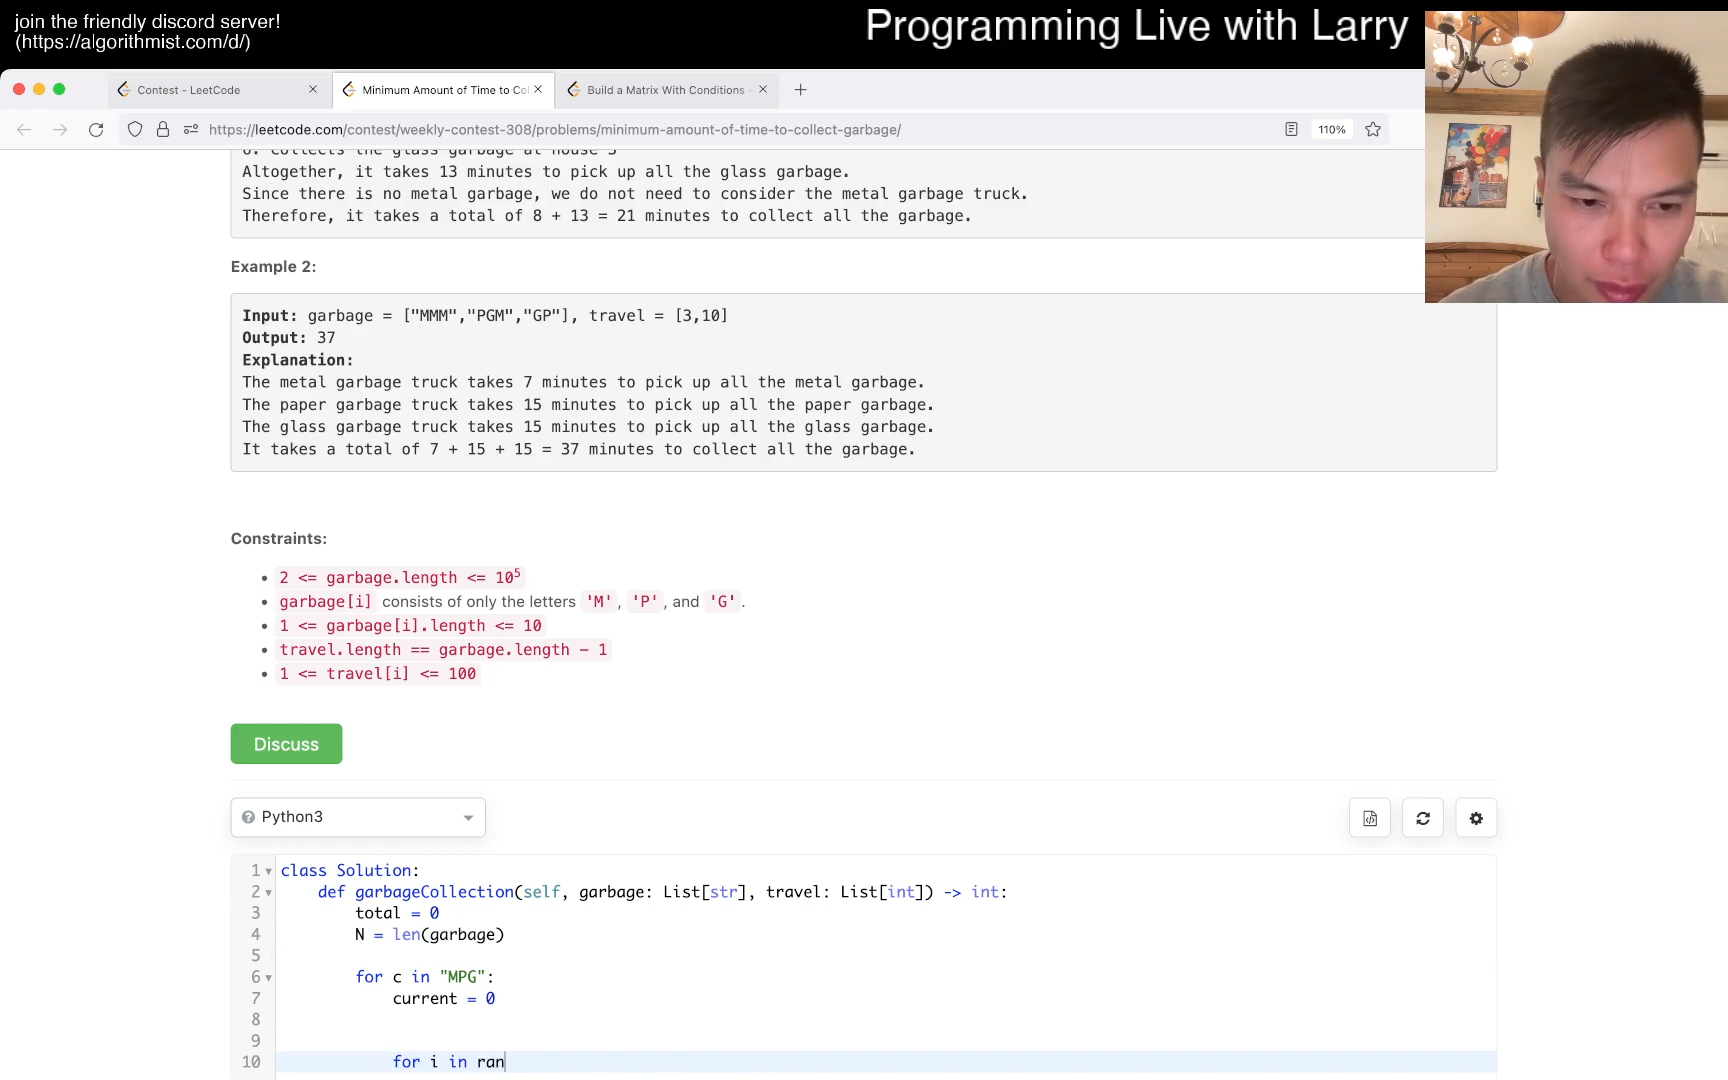 join the friendly discord server!
(https://algorithmist.com/d/)
Programming Live with Larry
Contest - LeetCode
Minimum Amount of Time to Col
Build a Matrix With Conditions -
https://leetcode.com/contest/weekly-contest-308/problems/minimum-amount-of-time-to-collect-garbage/
110%
6. Collects the glass garbage at house 5
Altogether, it takes 13 minutes to pick up all the glass garbage.
Since there is no metal garbage, we do not need to consider the metal garbage truck.
Therefore, it takes a total of 8 + 13 = 21 minutes to collect all the garbage.
Example 2:
Input: garbage = ["MMM","PGM","GP"], travel = [3,10]
Output: 37
Explanation:
The metal garbage truck takes 7 minutes to pick up all the metal garbage.
The paper garbage truck takes 15 minutes to pick up all the paper garbage.
The glass garbage truck takes 15 minutes to pick up all the glass garbage.
It takes a total of 7 + 15 + 15 = 37 minutes to collect all the garbage.
Constraints:
2 <= garbage.length <= 10⁵
garbage[i] consists of only the letters 'M', 'P', and 'G'.
1 <= garbage[i].length <= 10
travel.length == garbage.length - 1
1 <= travel[i] <= 100
Discuss
Python3
1 class Solution:
2 def garbageCollection(self, garbage: List[str], travel: List[int]) -> int:
3 total = 0
4 N = len(garbage)
5
6 for c in "MPG":
7 current = 0
8
9
10 for i in ran